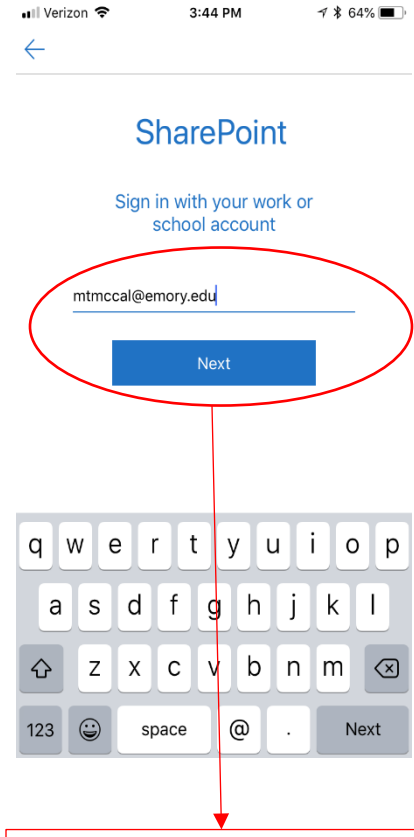 Verizon 3:44 PM 64%
SharePoint
Sign in with your work or
school account
mtmccal@emory.edu
Next
q w e r t y u i o p
a s d f g h j k l
z x c v b n m
123 space @ . Next